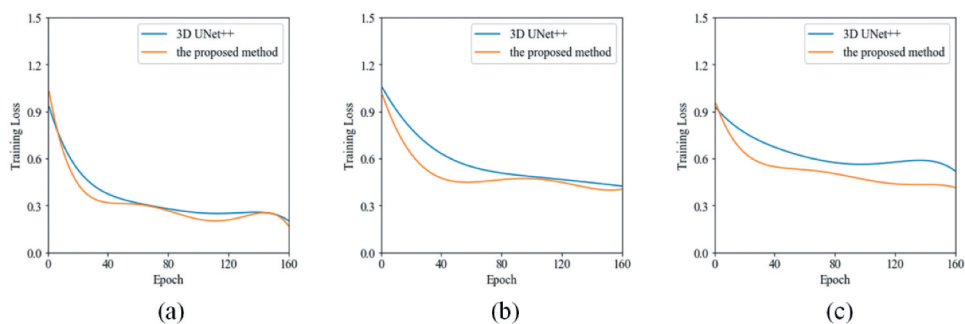 1.5
1.2
0.9
0.6
0.3
0.0
Training Loss
3D UNet++
the proposed method
0
40
80
120
160
Epoch
(a)
1.5
1.2
0.9
0.6
0.3
0.0
Training Loss
3D UNet++
the proposed method
0
40
80
120
160
Epoch
(b)
1.5
1.2
0.9
0.6
0.3
0.0
Training Loss
3D UNet++
the proposed method
0
40
80
120
160
Epoch
(c)